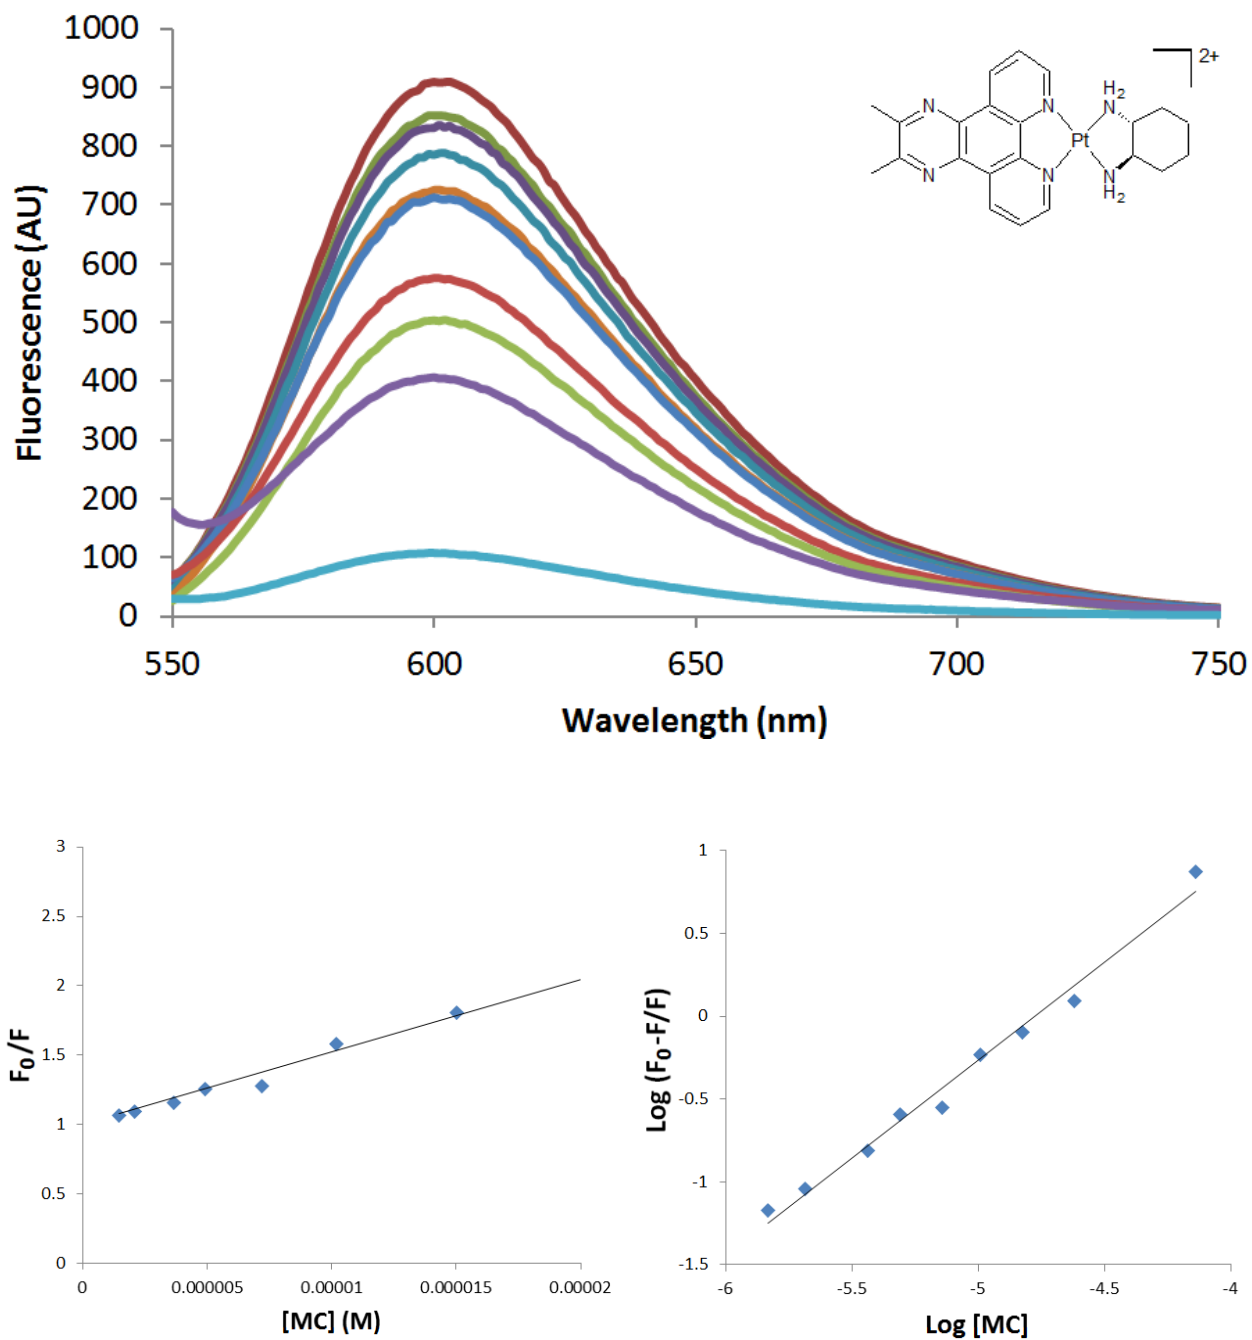 1000
900
800
700
600
500
400
300
200
100
0
Fluorescence (AU)
550
600
650
700
750
Wavelength (nm)
2+
N
N
N
N
Pt
H2
N
N
H2
3
2.5
2
1.5
1
0.5
0
F0/F
0
0.000005
0.00001
0.000015
0.00002
[MC] (M)
1
0.5
0
-0.5
-1
-1.5
Log (F0-F/F)
-6
-5.5
-5
-4.5
-4
Log [MC]